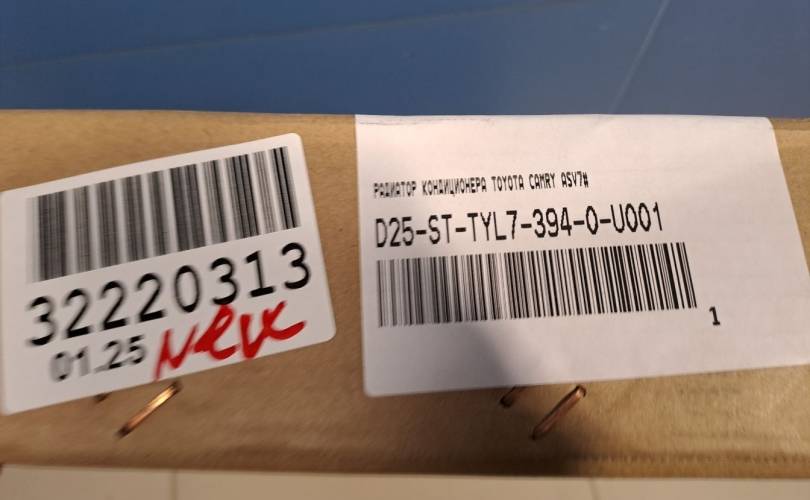 32220313
01.25 New
РАДИАТОР КОНДИЦИОНЕРА TOYOTA CAMRY ASV7#
D25-ST-TYL7-394-0-U001
1